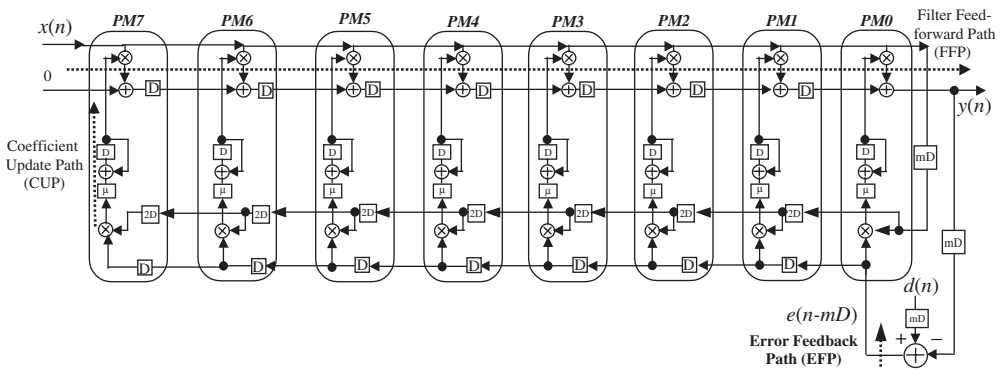 PM7 PM6 PM5 PM4 PM3 PM2 PM1 PM0
x(n)
Filter Feed-
forward Path
(FFP)
0
D D D D D D D
y(n)
Coefficient
Update Path
(CUP)
D D D D D D D D
mD
μ μ μ μ μ μ μ μ
2D 2D 2D 2D 2D 2D 2D
mD
D D D D D D D
d(n)
e(n-mD)
mD
+ −
Error Feedback
Path (EFP)